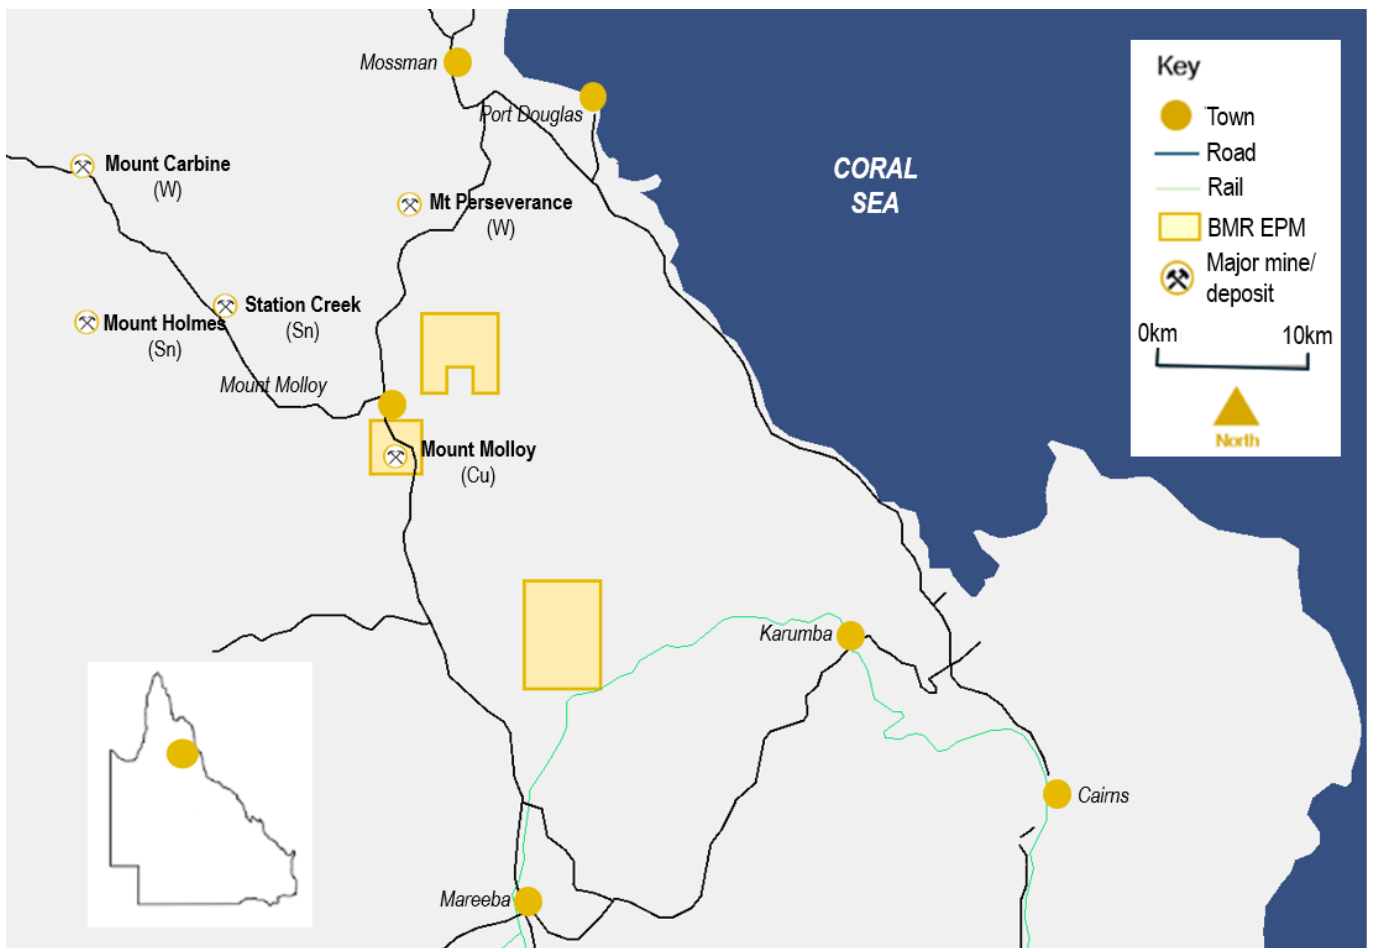 Mossman
Port Douglas
Mount Carbine
(W)
Mt Perseverance
(W)
CORAL
SEA
Station Creek
(Sn)
Mount Holmes
(Sn)
Mount Molloy
Mount Molloy
(Cu)
Karumba
Cairns
Mareeba
Key
Town
Road
Rail
BMR EPM
Major mine/
deposit
0km 10km
North